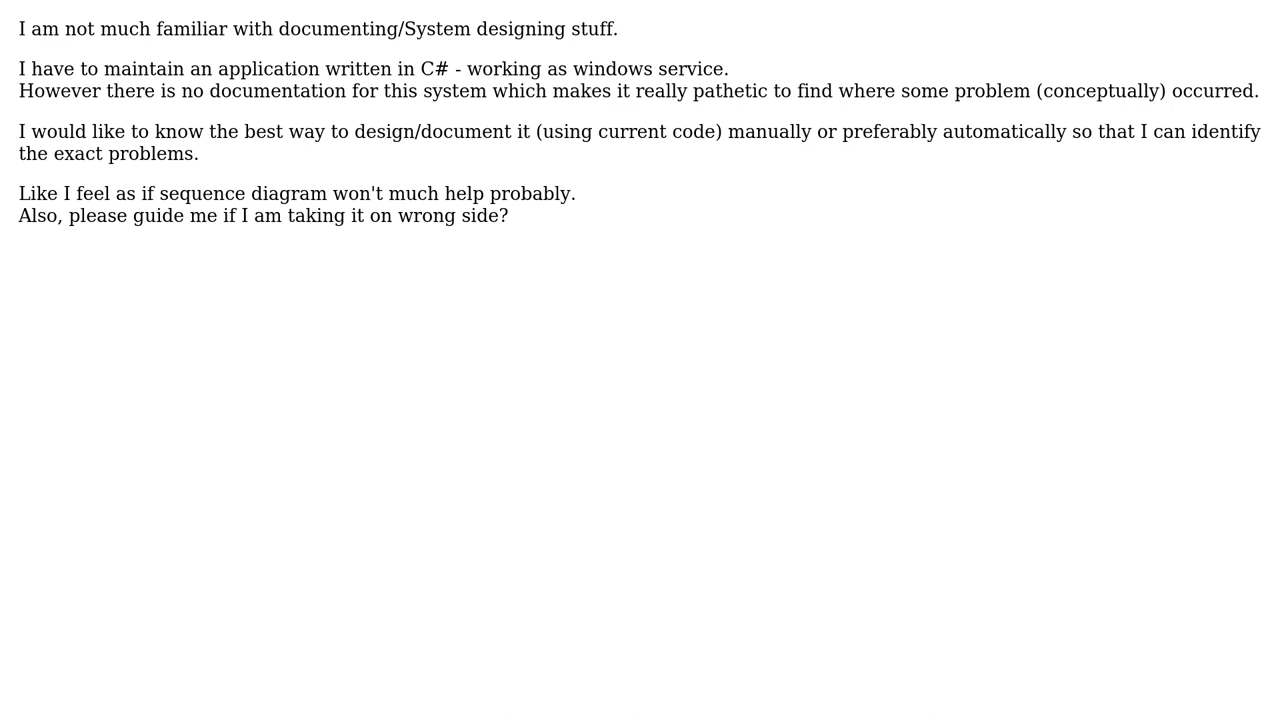 I am not much familiar with documenting/System designing stuff.
I have to maintain an application written in C# - working as windows service.
However there is no documentation for this system which makes it really pathetic to find where some problem (conceptually) occurred.
I would like to know the best way to design/document it (using current code) manually or preferably automatically so that I can identify
the exact problems.
Like I feel as if sequence diagram won't much help probably.
Also, please guide me if I am taking it on wrong side?